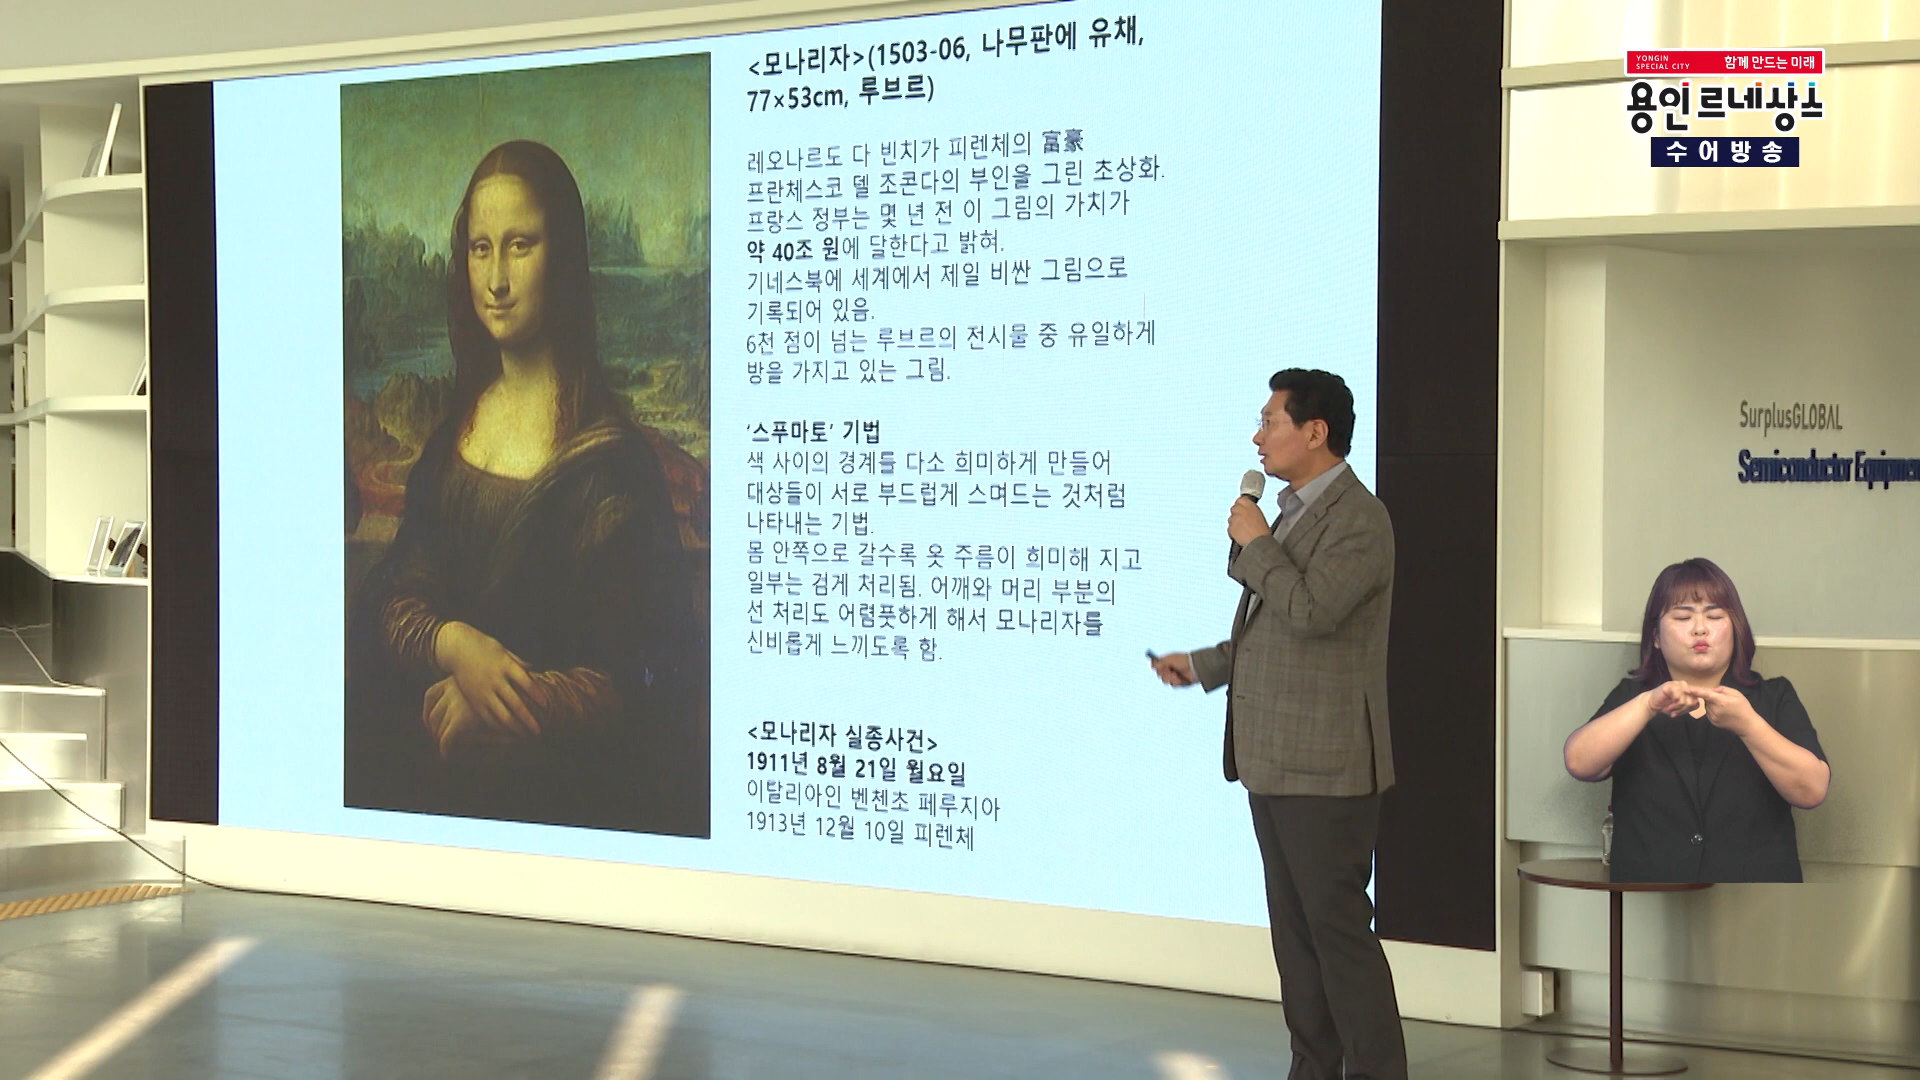 <모나리자>(1503-06, 나무판에 유채,
77×53cm, 루브르)
레오나르도 다 빈치가 피렌체의 富豪
프란체스코 델 조콘다의 부인을 그린 초상화.
프랑스 정부는 몇 년 전 이 그림의 가치가
약 40조 원에 달한다고 밝혀.
기네스북에 세계에서 제일 비싼 그림으로
기록되어 있음.
6천 점이 넘는 루브르의 전시물 중 유일하게
방을 가지고 있는 그림.
‘스푸마토’ 기법
색 사이의 경계를 다소 희미하게 만들어
대상들이 서로 부드럽게 스며드는 것처럼
나타내는 기법.
몸 안쪽으로 갈수록 옷 주름이 희미해 지고
일부는 검게 처리됨. 어깨와 머리 부분의
선 처리도 어렴풋하게 해서 모나리자를
신비롭게 느끼도록 함.
<모나리자 실종사건>
1911년 8월 21일 월요일
이탈리아인 벤첸초 페루지아
1913년 12월 10일 피렌체
YONGIN
SPECIAL CITY
함께 만드는 미래
용인 르네상스
수어방송
SurplusGLOBAL
Semiconductor